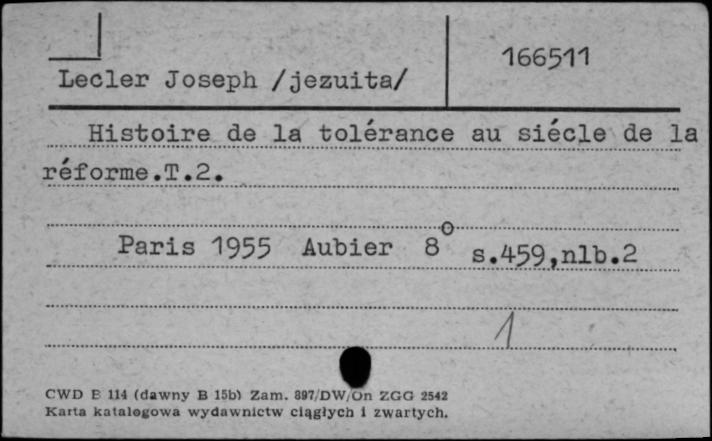 166511
Lecler Joseph /jezuita/
Histoire de la tolérance au siécle de la
réforme.T.2.
Paris 1955 Aubier 8° s.459,nlb.2
1
CWD E 114 (dawny B 15b) Zam. 897/DW/On ZGG 2542
Karta katalogowa wydawnictw ciągłych i zwartych.